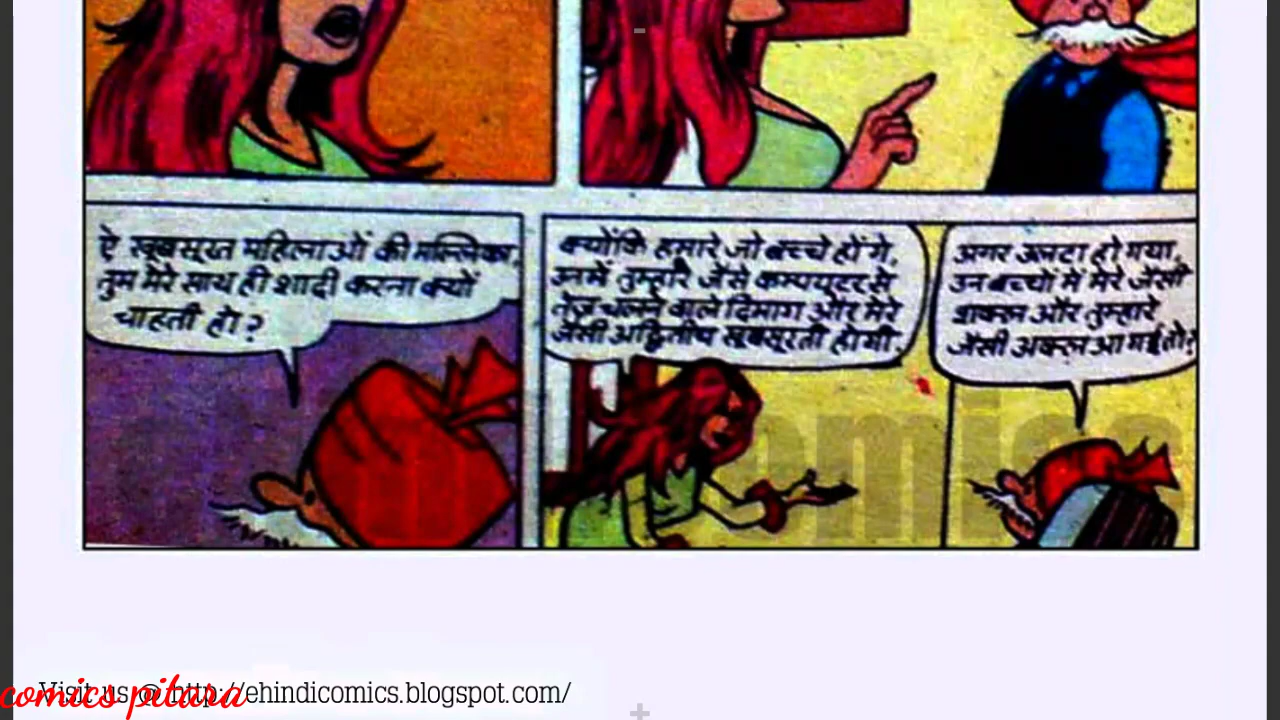 ऐ खूबसूरत महिलाओं की मल्लिका,
तुम मेरे साथ ही शादी करना क्यों
चाहती हो?
क्योंकि हमारे जो बच्चे होंगे,
उनमें तुम्हारे जैसे कम्प्यूटर से
तेज़ चलने वाले दिमाग और मेरे
जैसी अद्वितीय खूबसूरती होगी.
अगर उलटा हो गया,
उन बच्चों में मेरे जैसी
शक्ल और तुम्हारे
जैसी अक्ल आ गई तो?
comics
Visit us @ http://ehindicomics.blogspot.com/
comics pitara